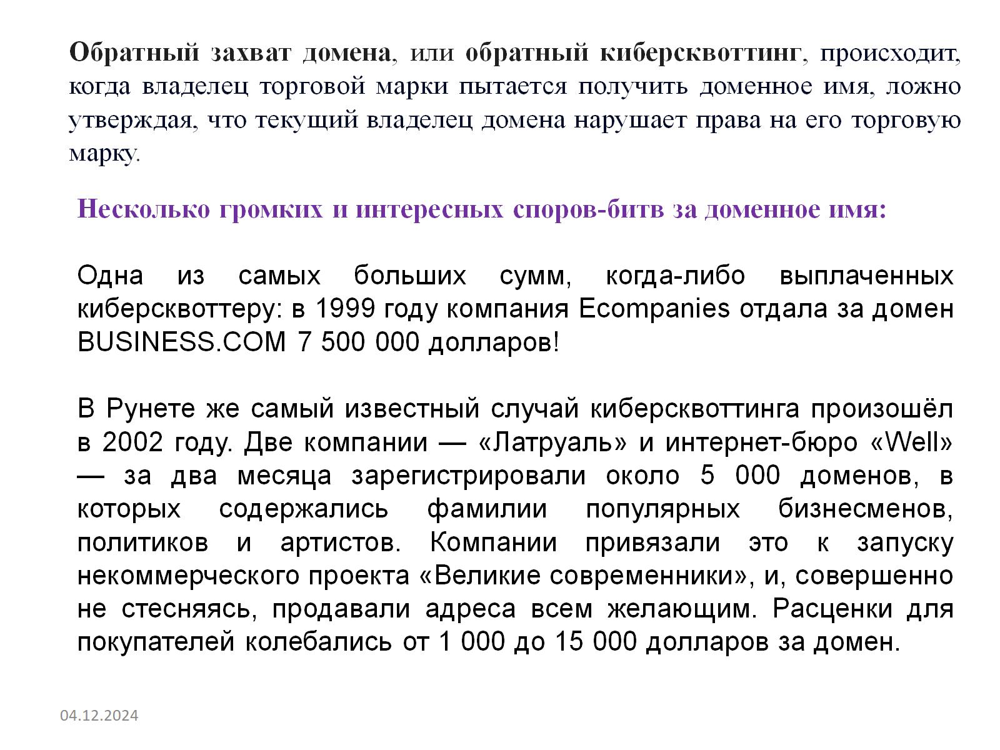 Обратный захват домена, или обратный киберсквоттинг, происходит,
когда владелец торговой марки пытается получить доменное имя, ложно
утверждая, что текущий владелец домена нарушает права на его торговую
марку.
Несколько громких и интересных споров-битв за доменное имя:
Одна из самых больших сумм, когда-либо выплаченных
киберсквоттеру: в 1999 году компания Ecompanies отдала за домен
BUSINESS.COM 7 500 000 долларов!
В Рунете же самый известный случай киберсквоттинга произошёл
в 2002 году. Две компании — «Латруаль» и интернет-бюро «Well»
— за два месяца зарегистрировали около 5 000 доменов, в
которых содержались фамилии популярных бизнесменов,
политиков и артистов. Компании привязали это к запуску
некоммерческого проекта «Великие современники», и, совершенно
не стесняясь, продавали адреса всем желающим. Расценки для
покупателей колебались от 1 000 до 15 000 долларов за домен.
04.12.2024